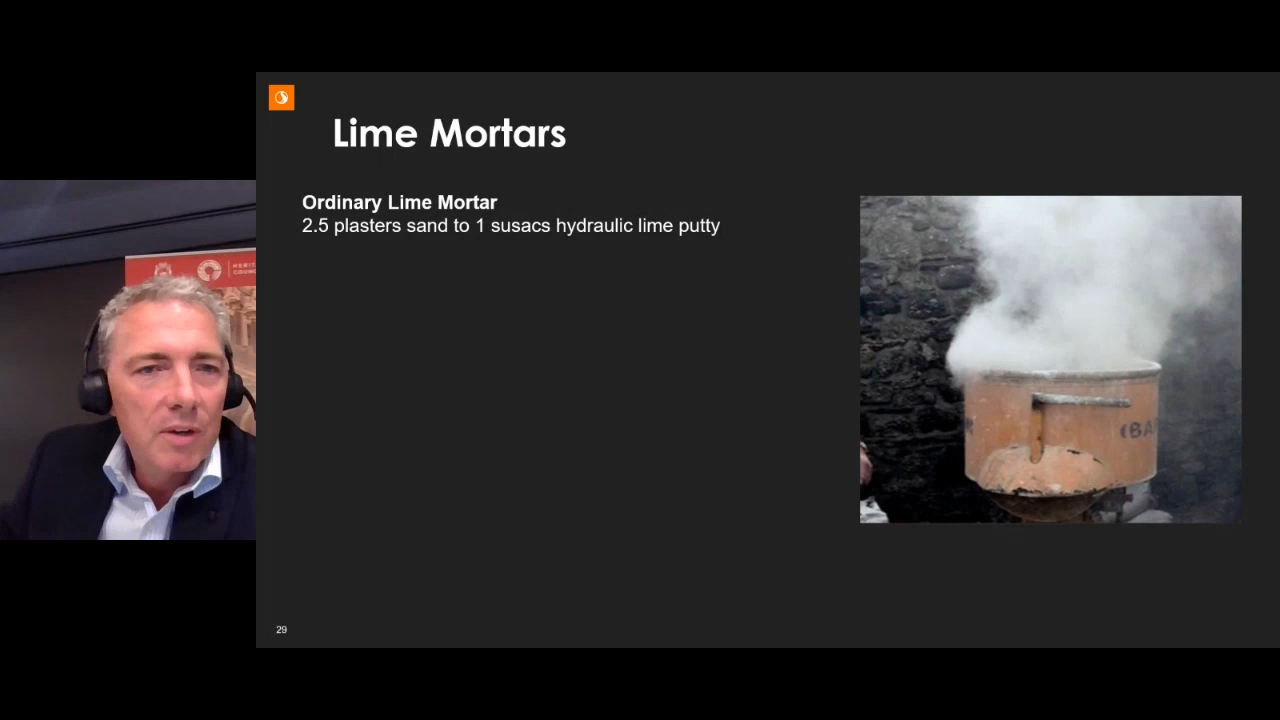 Lime Mortars
Ordinary Lime Mortar
2.5 plasters sand to 1 susacs hydraulic lime putty
29